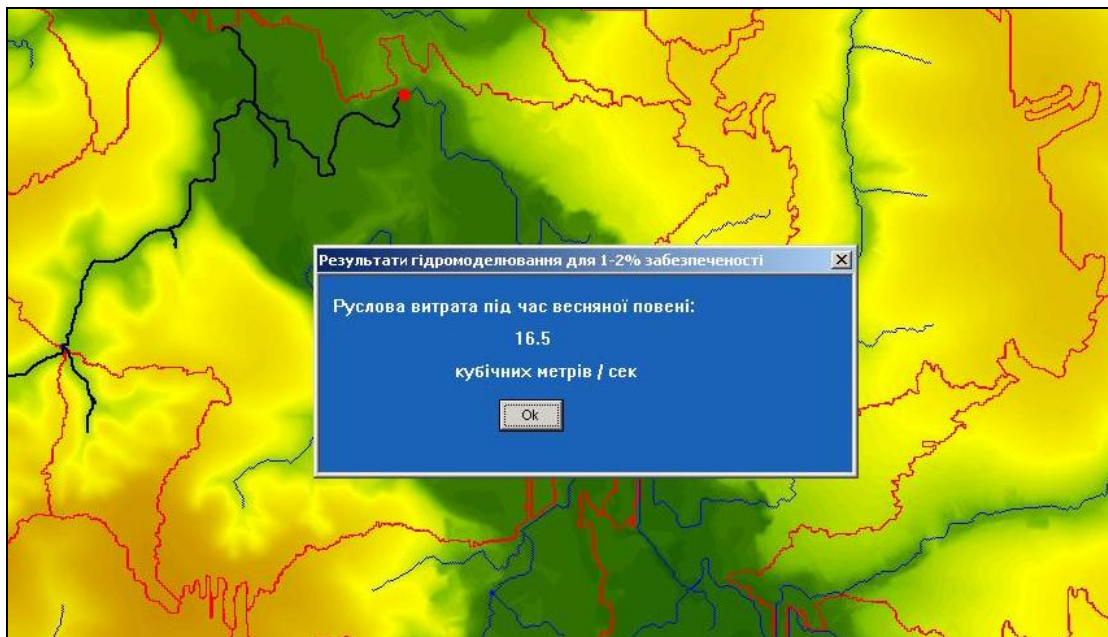 Результати гідромоделювання для 1-2% забезпеченості
Руслова витрата під час весняної повені:
16.5
кубічних метрів / сек
Ok